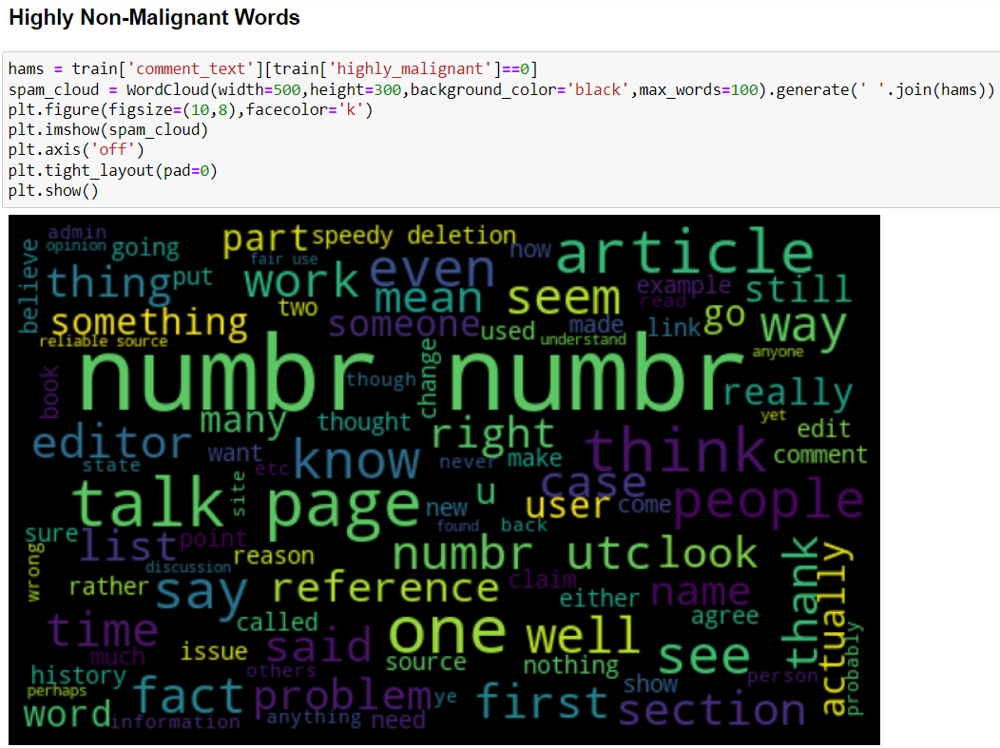 Highly Non-Malignant Words
hams = train['comment_text'][train['highly_malignant']==0]
spam_cloud = WordCloud(width=500,height=300,background_color='black',max_words=100).generate(' '.join(hams))
plt.figure(figsize=(10,8),facecolor='k')
plt.imshow(spam_cloud)
plt.axis('off')
plt.tight_layout(pad=0)
plt.show()
admin
opinion
going
part
speedy deletion
now
article
believe
thing
put
fair use
work
even
mean
seem
example
read
still
something
two
someone
used
made
understand
link
go
way
reliable source
anyone
numbr numbr
though
change
book
many
thought
right
really
yet
edit
editor
state
want
etc
know
never
make
think
comment
talk page
site
new
u
case
user
come
people
found
back
sure
list
point
reason
numbr utc
look
wrong
discussion
rather
say
reference
claim
either
name
thank
actually
agree
time
much
called
issue
said
one
well
source
nothing
see
probably
history
others
perhaps
fact
problem
ye
first
show
person
section
word
information
anything
need